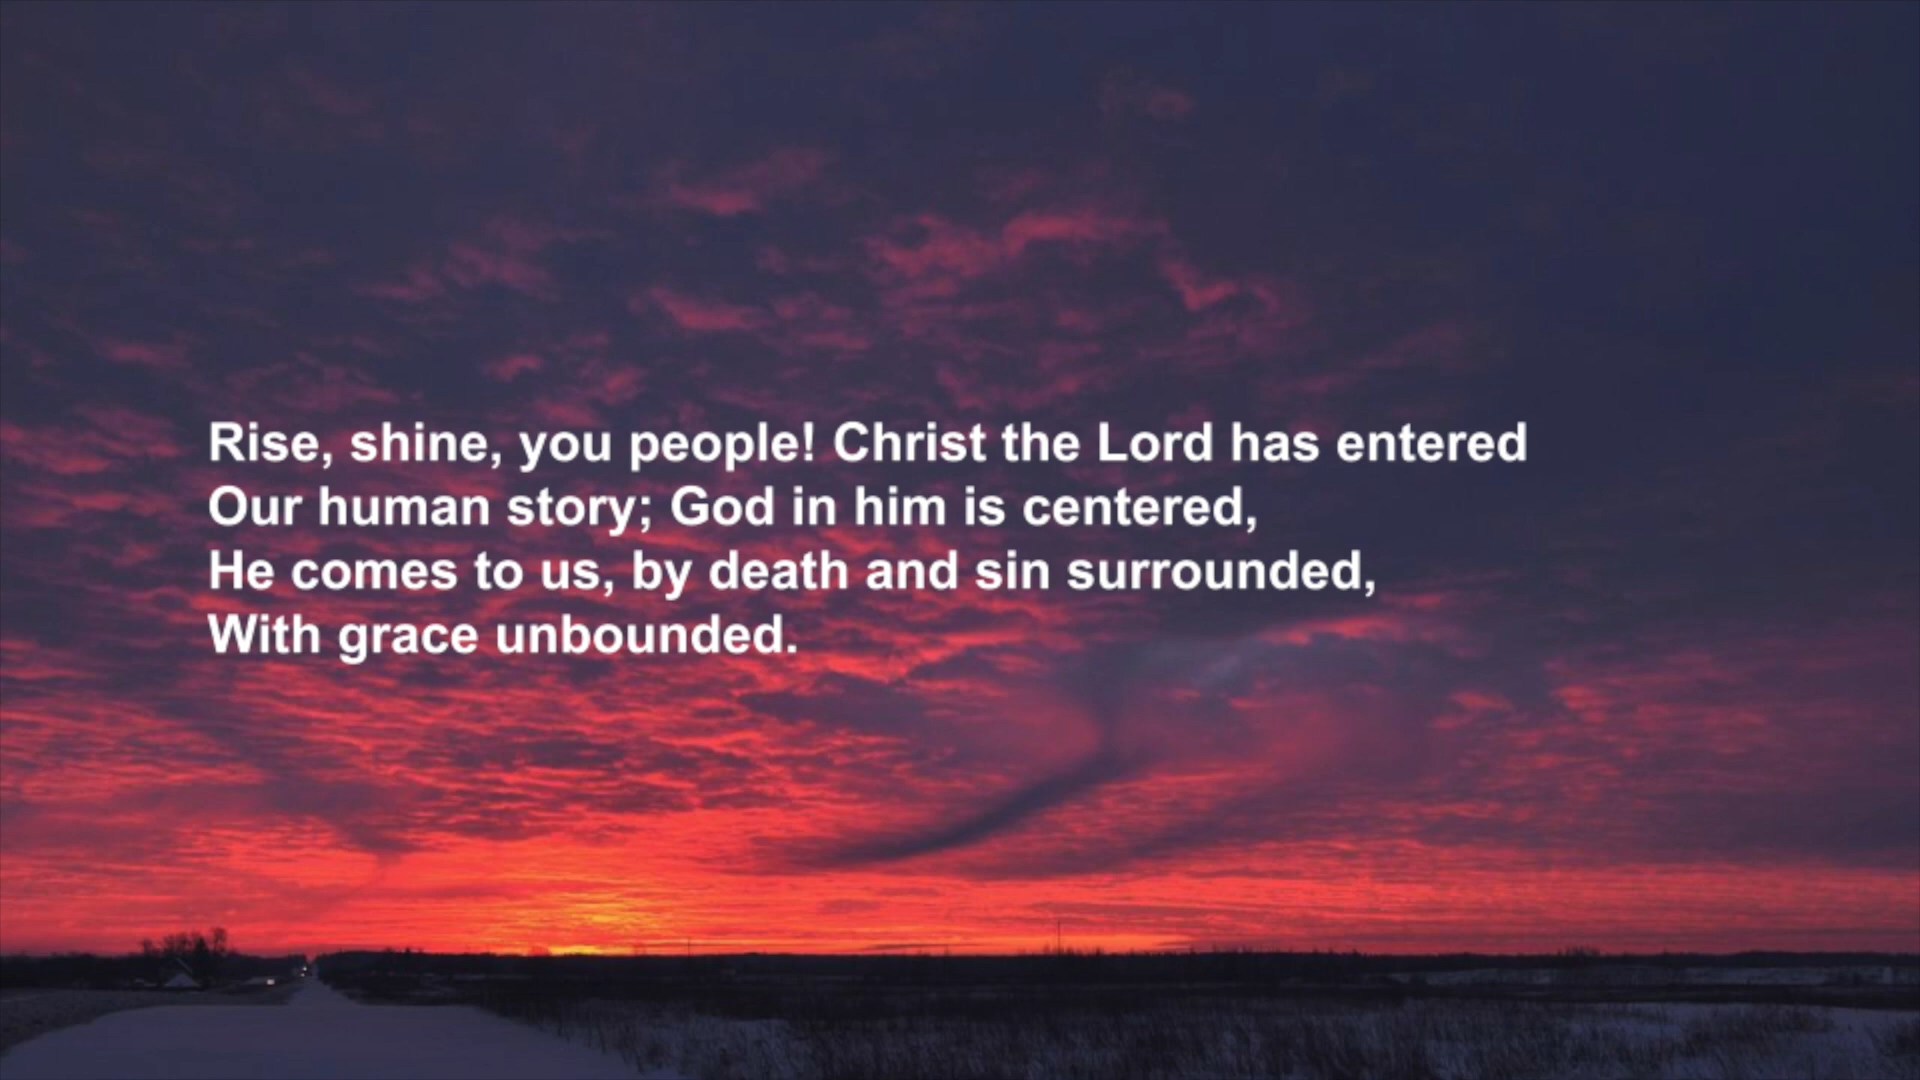 Rise, shine, you people! Christ the Lord has entered
Our human story; God in him is centered,
He comes to us, by death and sin surrounded,
With grace unbounded.